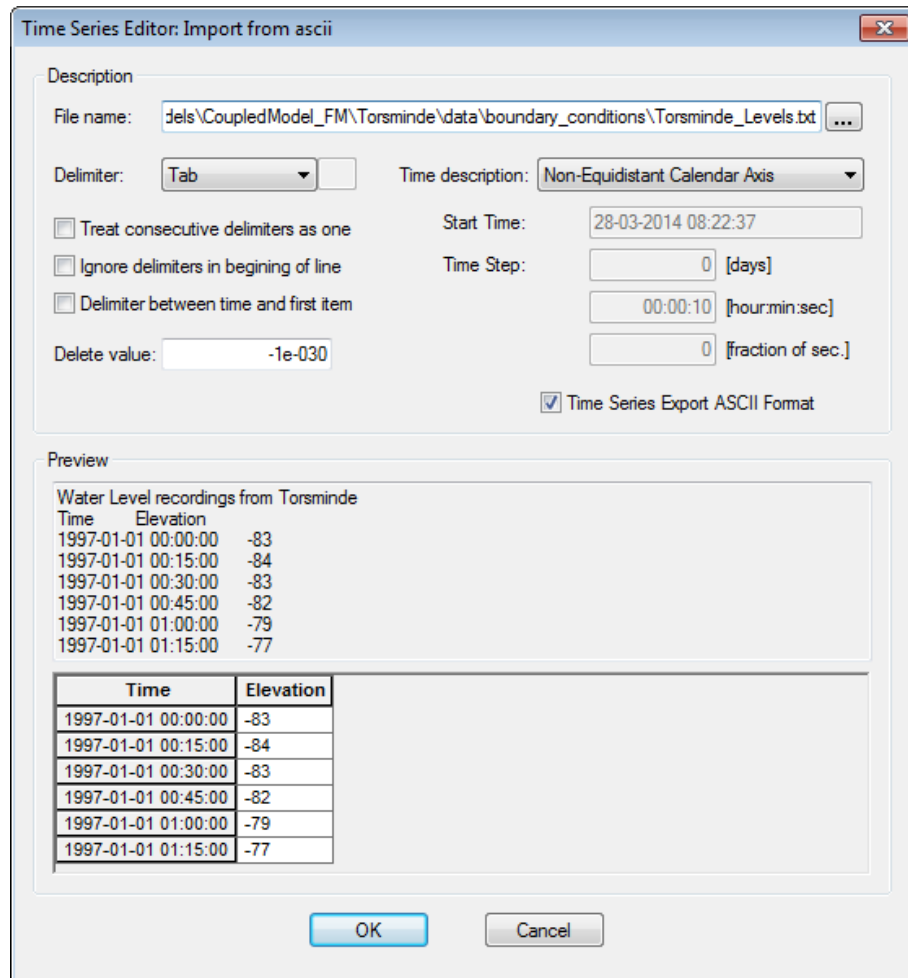 Time Series Editor: Import from ascii
Description
File name: dels\CoupledModel_FM\Torsminde\data\boundary_conditions\Torsminde_Levels.txt ...
Delimiter: Tab Time description: Non-Equidistant Calendar Axis
Treat consecutive delimiters as one Start Time: 28-03-2014 08:22:37
Ignore delimiters in begining of line Time Step: 0 [days]
Delimiter between time and first item 00:00:10 [hour:min:sec]
Delete value: -1e-030 0 [fraction of sec.]
Time Series Export ASCII Format
Preview
Water Level recordings from Torsminde
Time Elevation
1997-01-01 00:00:00 -83
1997-01-01 00:15:00 -84
1997-01-01 00:30:00 -83
1997-01-01 00:45:00 -82
1997-01-01 01:00:00 -79
1997-01-01 01:15:00 -77
Time Elevation
1997-01-01 00:00:00 -83
1997-01-01 00:15:00 -84
1997-01-01 00:30:00 -83
1997-01-01 00:45:00 -82
1997-01-01 01:00:00 -79
1997-01-01 01:15:00 -77
OK Cancel